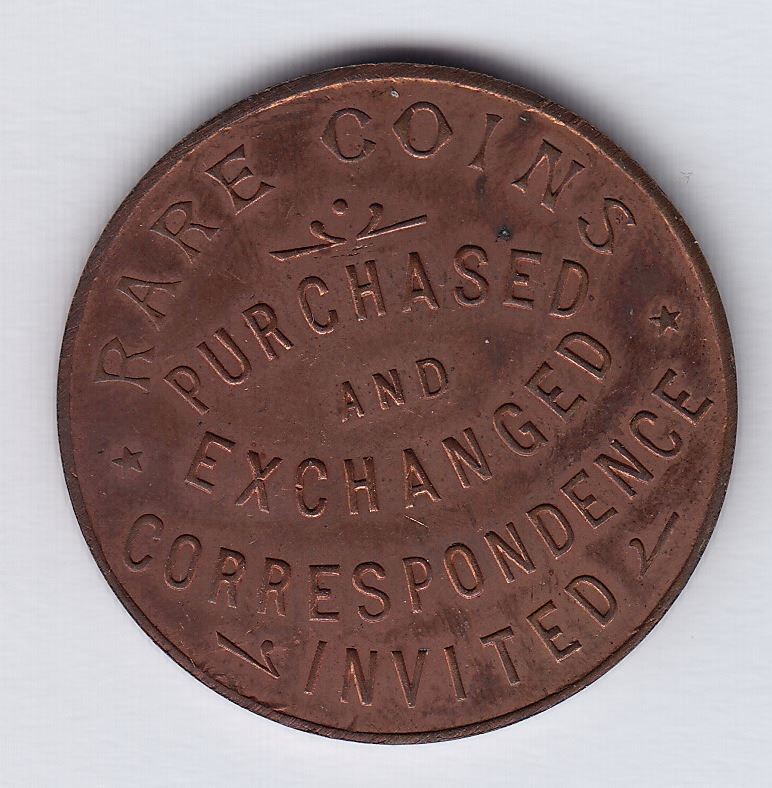 RARE COINS
PURCHASED
AND
EXCHANGED
CORRESPONDENCE
INVITED